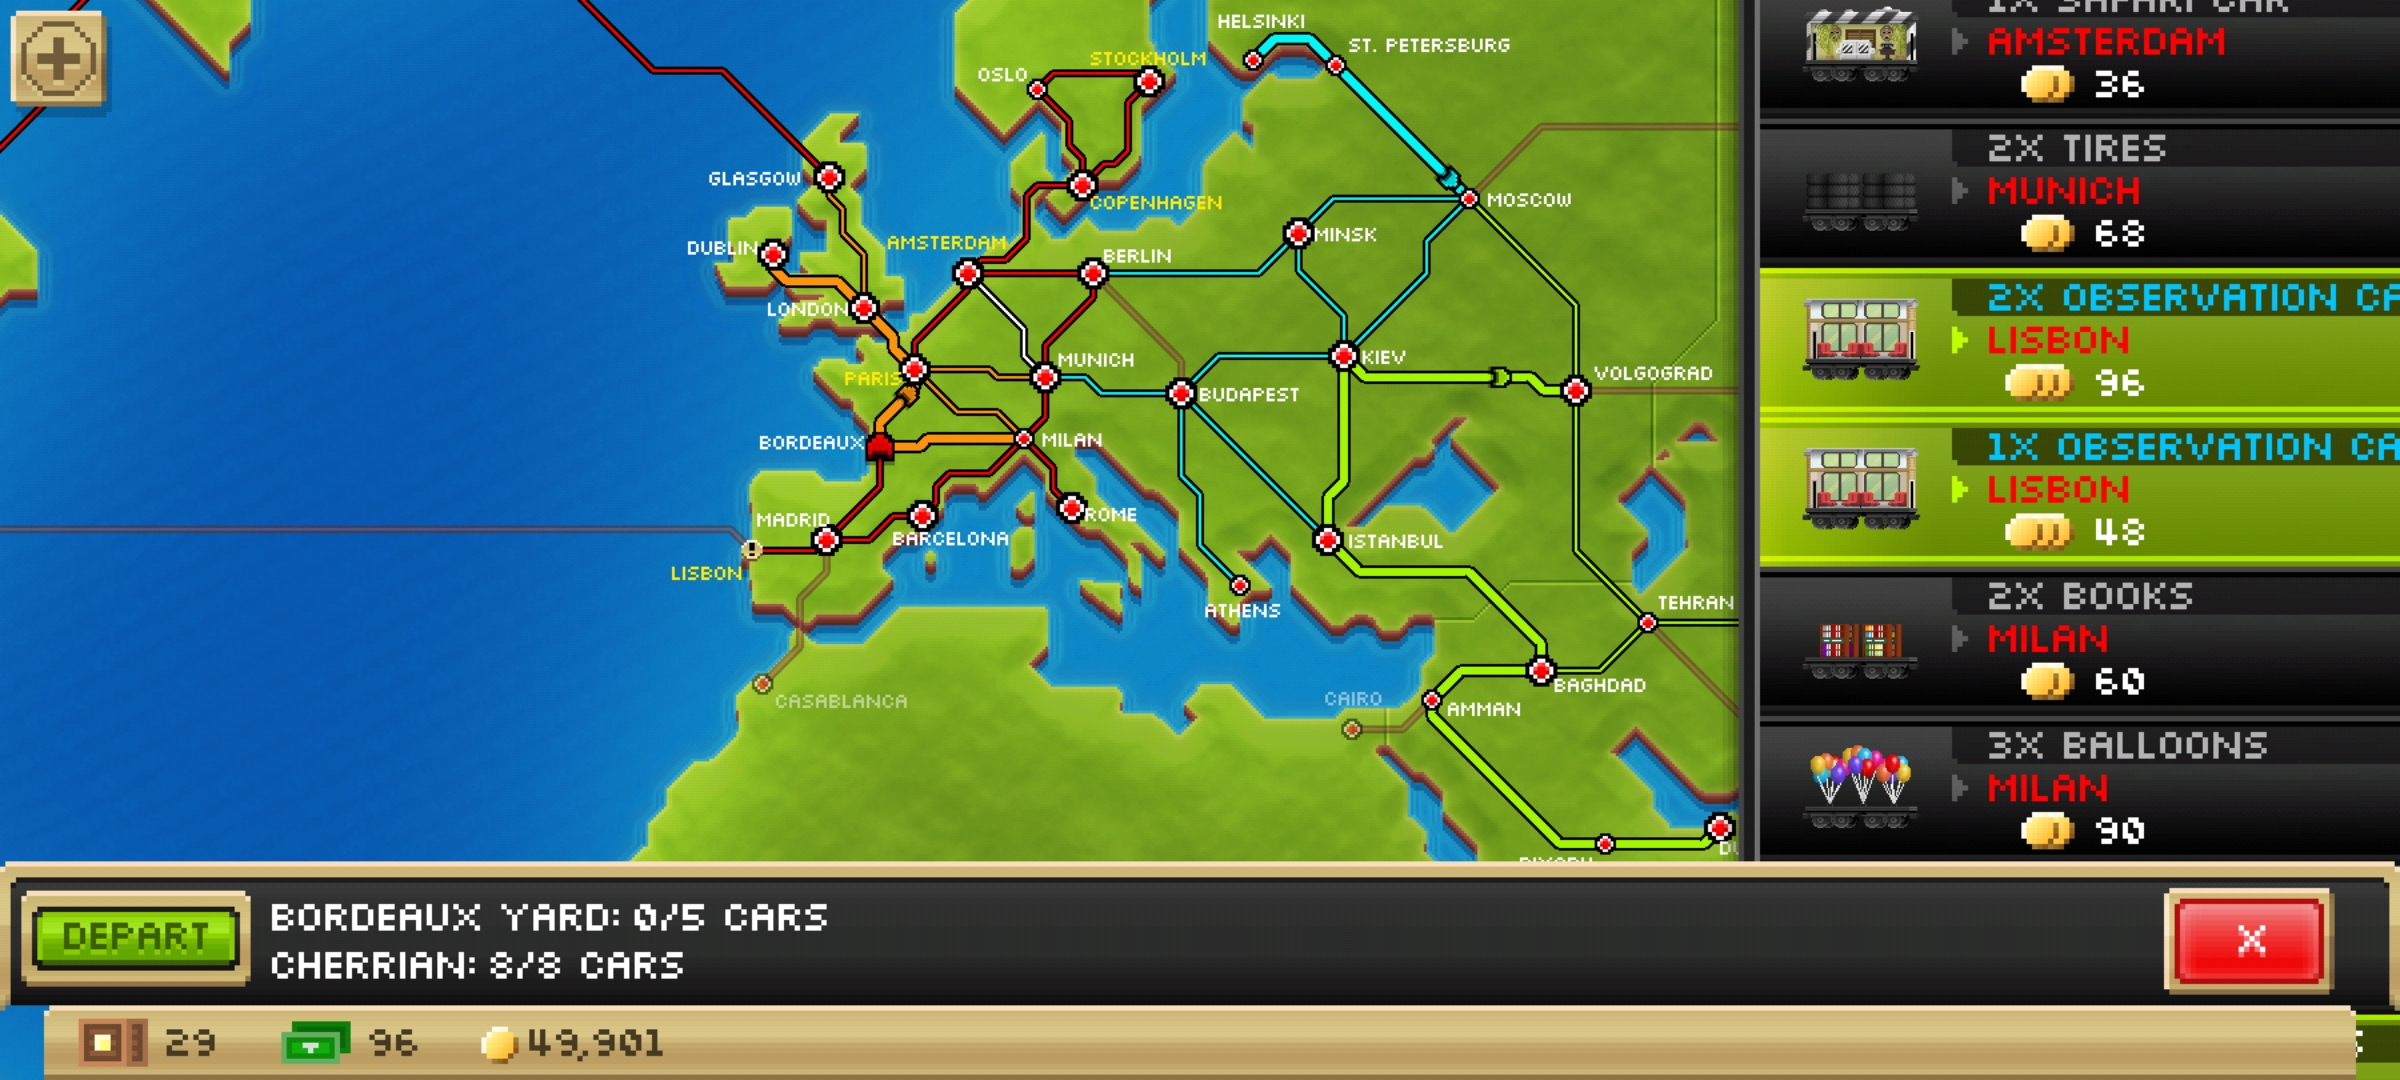 HELSINKI
ST. PETERSBURG
STOCKHOLM
OSLO
GLASGOW
COPENHAGEN
MOSCOW
MINSK
DUBLIN
AMSTERDAM
BERLIN
LONDON
PARIS
MUNICH
KIEV
VOLGOGRAD
BUDAPEST
BORDEAUX
MILAN
MADRID
BARCELONA
ROME
ISTANBUL
LISBON
ATHENS
TEHRAN
CASABLANCA
CAIRO
BAGHDAD
AMMAN
1X SAFARI CAR
AMSTERDAM
36
2X TIRES
MUNICH
68
2X OBSERVATION CA
LISBON
96
1X OBSERVATION CA
LISBON
48
2X BOOKS
MILAN
60
3X BALLOONS
MILAN
90
DEPART
BORDEAUX YARD: 0/5 CARS
CHERRIAN: 8/8 CARS
X
29
96
49,901